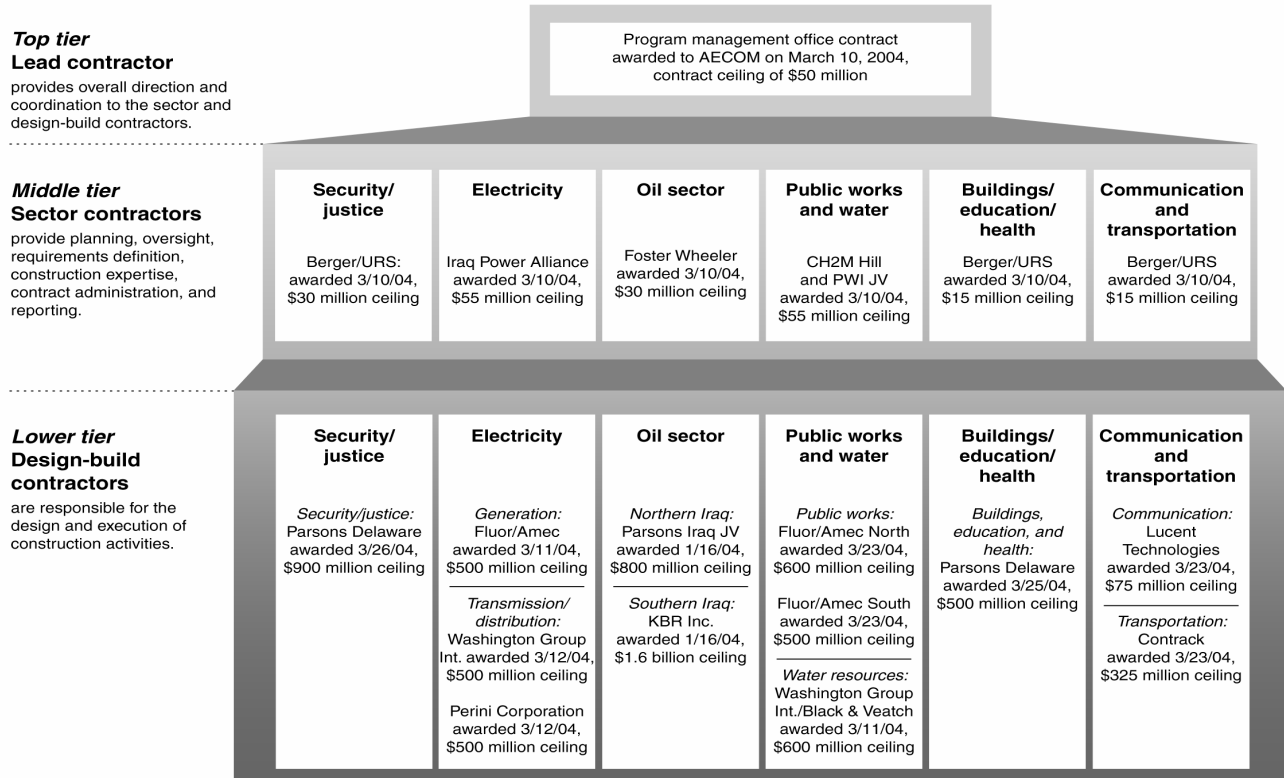 Top tier
Lead contractor
provides overall direction and
coordination to the sector and
design-build contractors.
Program management office contract
awarded to AECOM on March 10, 2004,
contract ceiling of $50 million
Middle tier
Sector contractors
provide planning, oversight,
requirements definition,
construction expertise,
contract administration, and
reporting.
Security/
justice
Berger/URS:
awarded 3/10/04,
$30 million ceiling
Electricity
Iraq Power Alliance
awarded 3/10/04,
$55 million ceiling
Oil sector
Foster Wheeler
awarded 3/10/04,
$30 million ceiling
Public works
and water
CH2M Hill
and PWI JV
awarded 3/10/04,
$55 million ceiling
Buildings/
education/
health
Berger/URS
awarded 3/10/04,
$15 million ceiling
Communication
and
transportation
Berger/URS
awarded 3/10/04,
$15 million ceiling
Lower tier
Design-build
contractors
are responsible for the
design and execution of
construction activities.
Security/
justice
Security/justice:
Parsons Delaware
awarded 3/26/04,
$900 million ceiling
Electricity
Generation:
Fluor/Amec
awarded 3/11/04,
$500 million ceiling
Transmission/
distribution:
Washington Group
Int. awarded 3/12/04,
$500 million ceiling
Perini Corporation
awarded 3/12/04,
$500 million ceiling
Oil sector
Northern Iraq:
Parsons Iraq JV
awarded 1/16/04,
$800 million ceiling
Southern Iraq:
KBR Inc.
awarded 1/16/04,
$1.6 billion ceiling
Public works
and water
Public works:
Fluor/Amec North
awarded 3/23/04,
$600 million ceiling
Fluor/Amec South
awarded 3/23/04,
$500 million ceiling
Water resources:
Washington Group
Int./Black & Veatch
awarded 3/11/04,
$600 million ceiling
Buildings/
education/
health
Buildings,
education, and
health:
Parsons Delaware
awarded 3/25/04,
$500 million ceiling
Communication
and
transportation
Communication:
Lucent
Technologies
awarded 3/23/04,
$75 million ceiling
Transportation:
Contrack
awarded 3/23/04,
$325 million ceiling